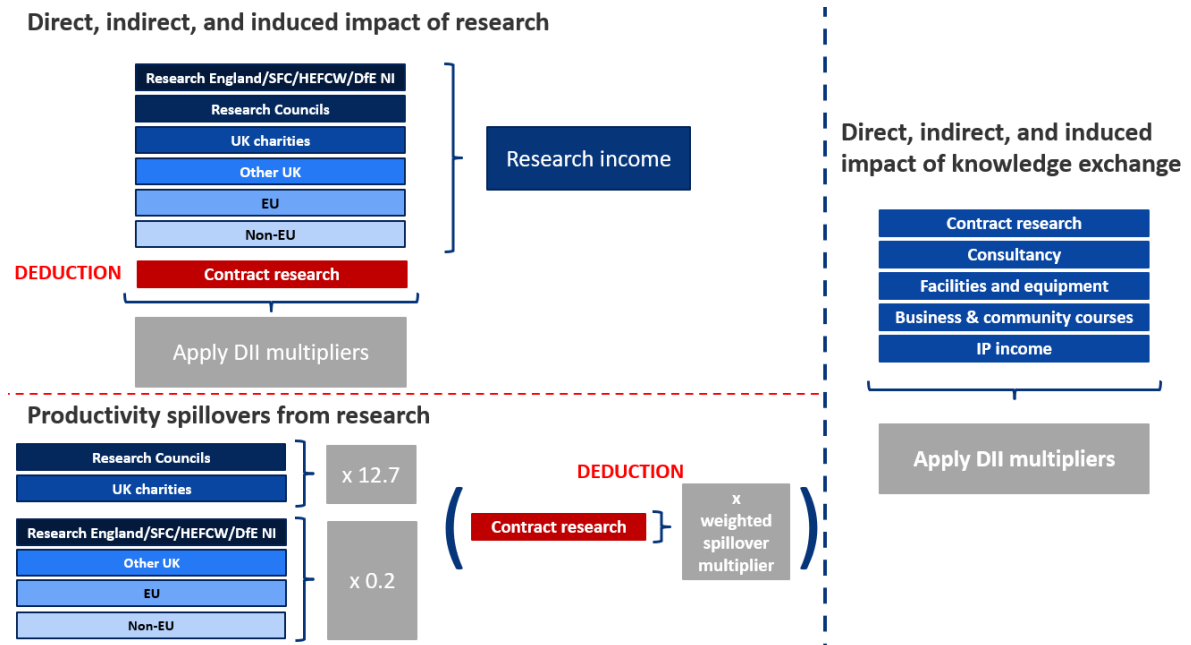 Direct, indirect, and induced impact of research
Research England/SFC/HEFCW/DfE NI
Research Councils
UK charities
Other UK
EU
Non-EU
Research income
DEDUCTION
Contract research
Apply DII multipliers
Productivity spillovers from research
Research Councils
UK charities
x 12.7
Research England/SFC/HEFCW/DfE NI
Other UK
EU
Non-EU
x 0.2
DEDUCTION
(
Contract research
x
weighted
spillover
multiplier
)
Direct, indirect, and induced
impact of knowledge exchange
Contract research
Consultancy
Facilities and equipment
Business & community courses
IP income
Apply DII multipliers